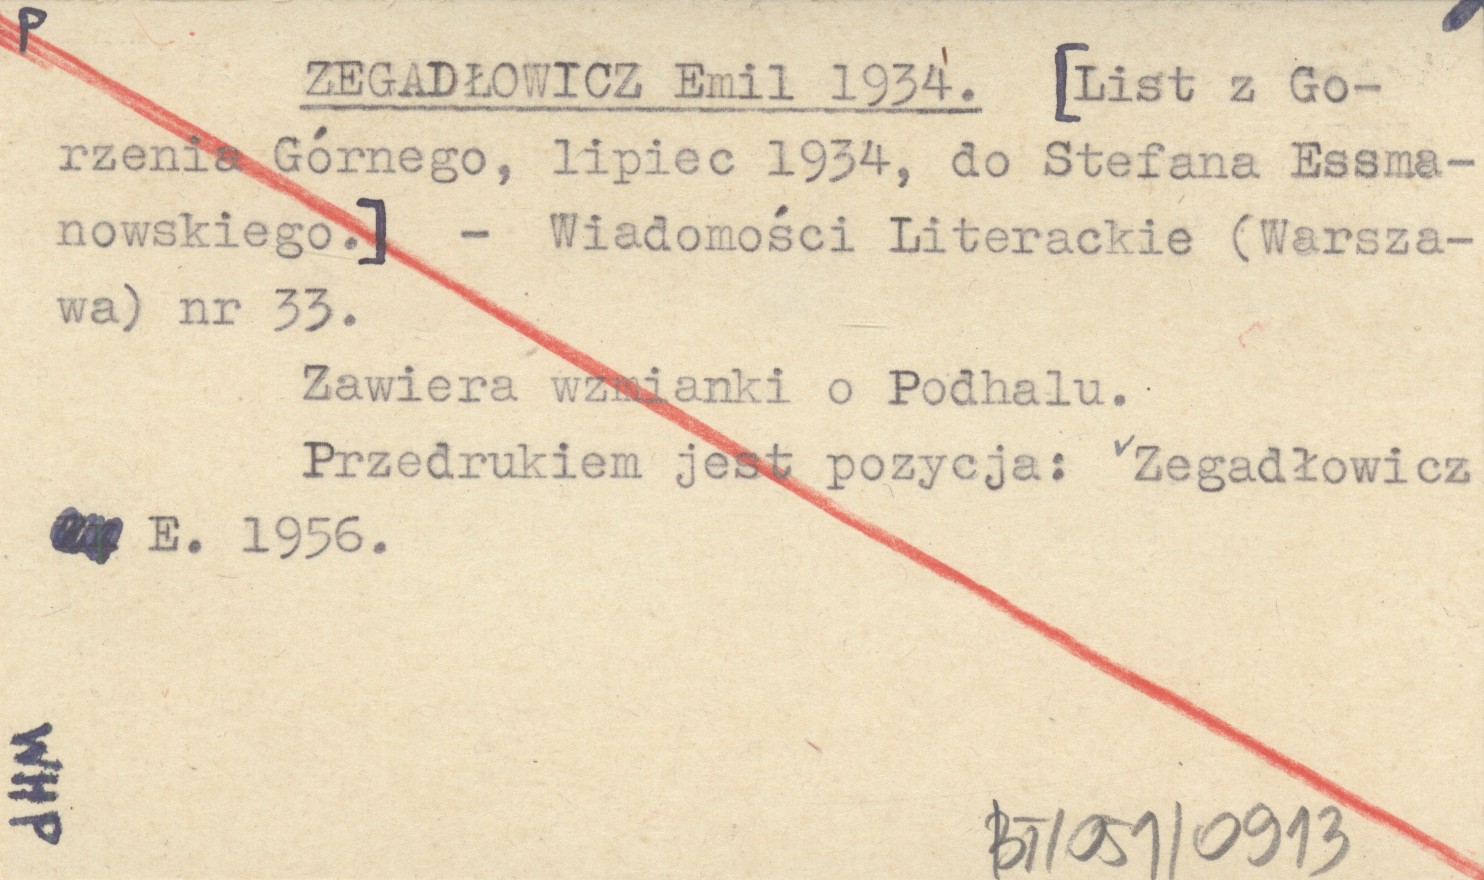 P
ZEGADŁOWICZ Emil 1934. [List z Go-
rzenia Górnego, lipiec 1934, do Stefana Essma-
nowskiego.] - Wiadomości Literackie (Warsza-
wa) nr 33.
Zawiera wzmianki o Podhalu.
Przedrukiem jest pozycja: Zegadłowicz
E. 1956.
WHP
BT/051/0913